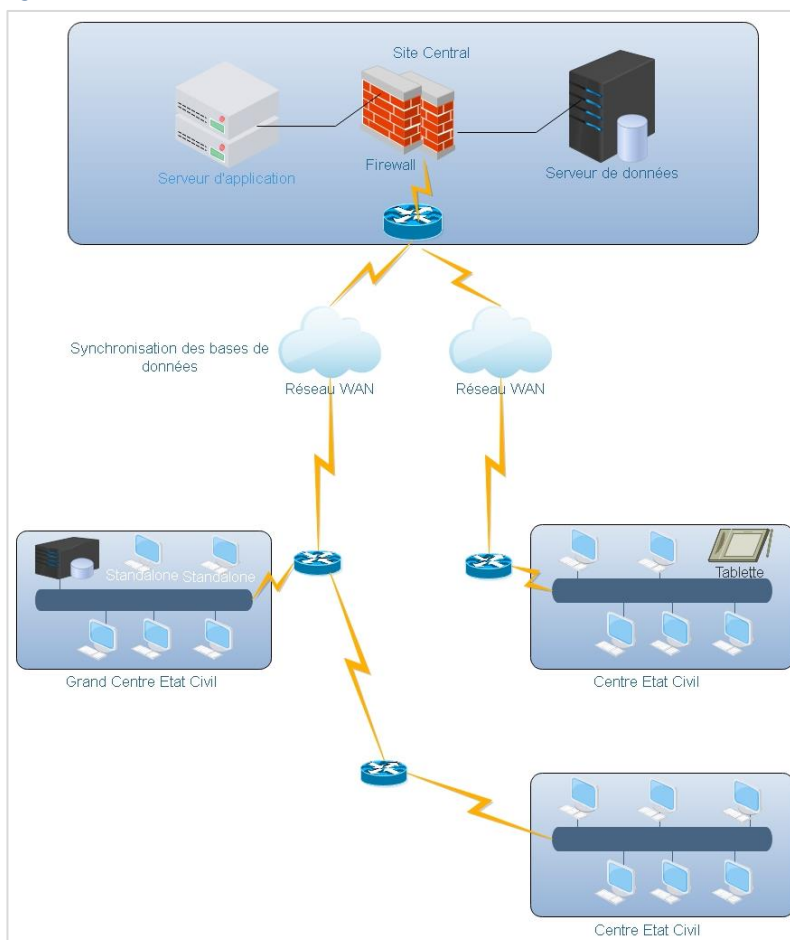 Site Central
Serveur d'application
Firewall
Serveur de données
Synchronisation des bases de
données
Réseau WAN
Réseau WAN
Standalone
Standalone
Tablette
Grand Centre Etat Civil
Centre Etat Civil
Centre Etat Civil